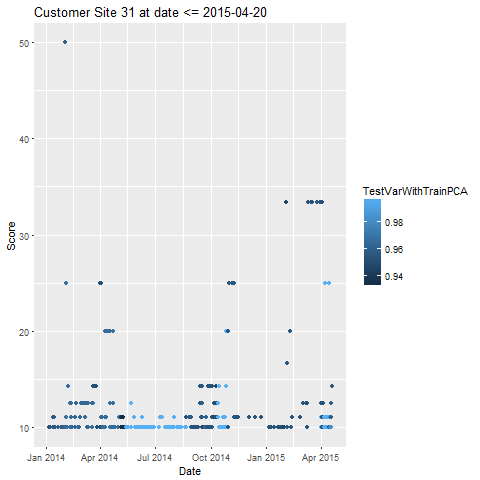 Customer Site 31 at date <= 2015-04-20
50
40
30
20
10
Score
Jan 2014
Apr 2014
Jul 2014
Oct 2014
Jan 2015
Apr 2015
Date
TestVarWithTrainPCA
0.98
0.96
0.94